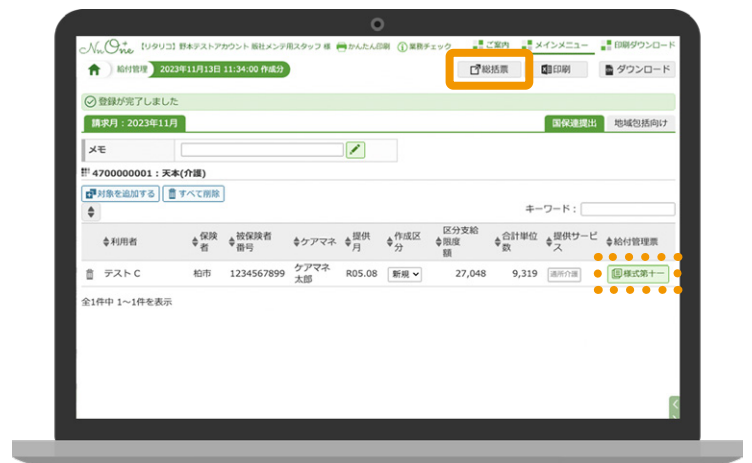 NnOne 【リタリコ】野本テストアカウント 販社メンテ用スタッフ 様 かんたん印刷 業務チェック ご案内 メインメニュー 印刷ダウンロード
給付管理 2023年11月13日 11:34:00 作成分 総括票 印刷 ダウンロード
登録が完了しました
請求月：2023年11月 国保連提出 地域包括向け
メモ
4700000001：天本(介護)
対象を追加する すべて削除
キーワード：
利用者 保険者 被保険者番号 ケアマネ 提供月 作成区分 区分支給限度額 合計単位数 提供サービス 給付管理票
テストC 柏市 1234567899 ケアマネ太郎 R05.08 新規 27,048 9,319 通所介護 様式第十一
全1件中 1～1件を表示